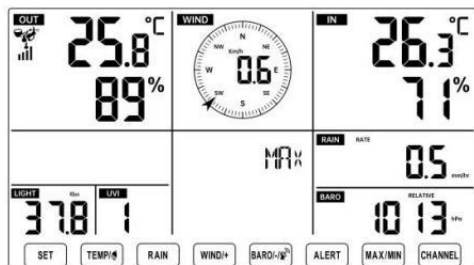 OUT
25.8°C
89%
WIND
N
NE
E
SE
S
SW
W
NW
Km/h
0.6
IN
26.3°C
71%
MAX
RAIN RATE
0.5 mm/hr
LIGHT Klux
37.8
UVI
1
BARO RELATIVE
1013 hPa
SET TEMP/ RAIN WIND/+ BARO/-/ ALERT MAX/MIN CHANNEL